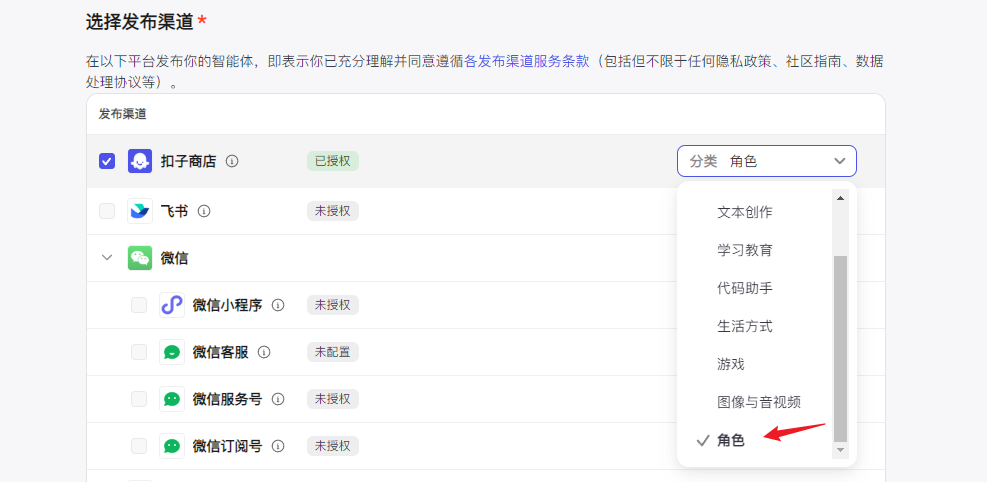 选择发布渠道*
在以下平台发布你的智能体，即表示你已充分理解并同意遵循各发布渠道服务条款（包括但不限于任何隐私政策、社区指南、数据
处理协议等）。
发布渠道
扣子商店 已授权 分类 角色
飞书 未授权
文本创作
微信
学习教育
代码助手
微信小程序 未授权
生活方式
微信客服 未配置
游戏
微信服务号 未授权
图像与音视频
微信订阅号 未授权
角色